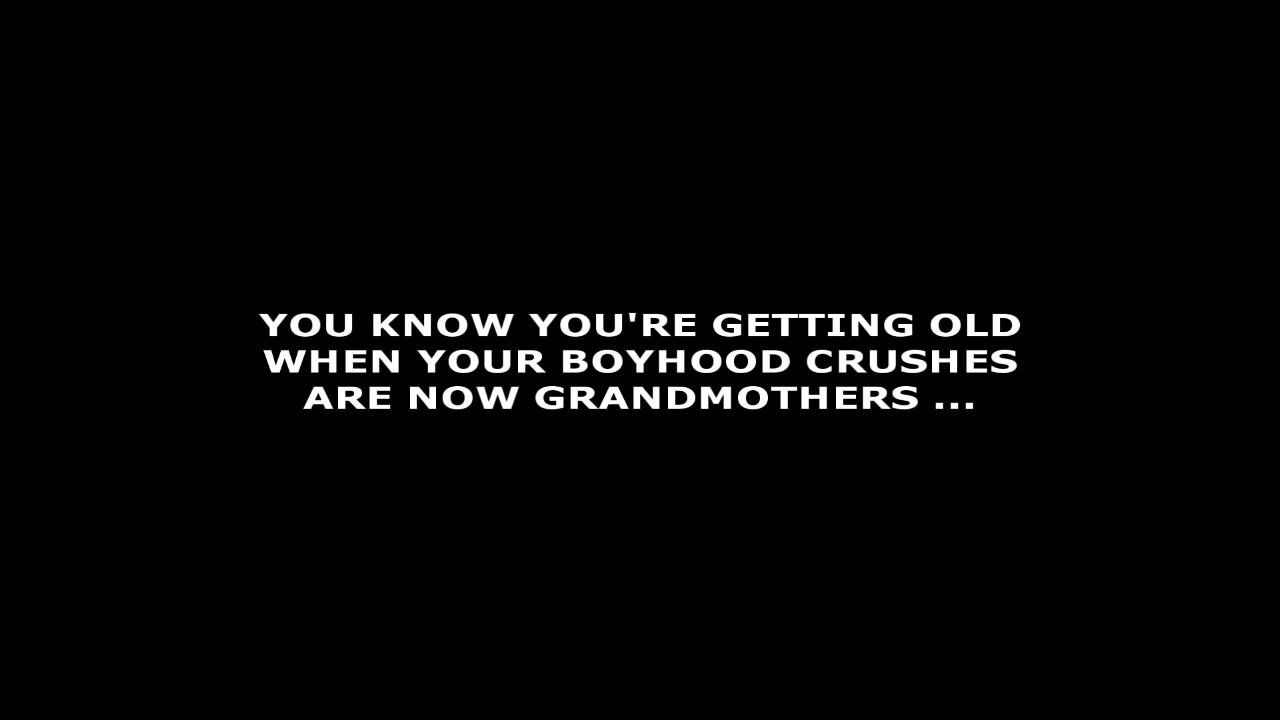 YOU KNOW YOU'RE GETTING OLD
WHEN YOUR BOYHOOD CRUSHES
ARE NOW GRANDMOTHERS ...